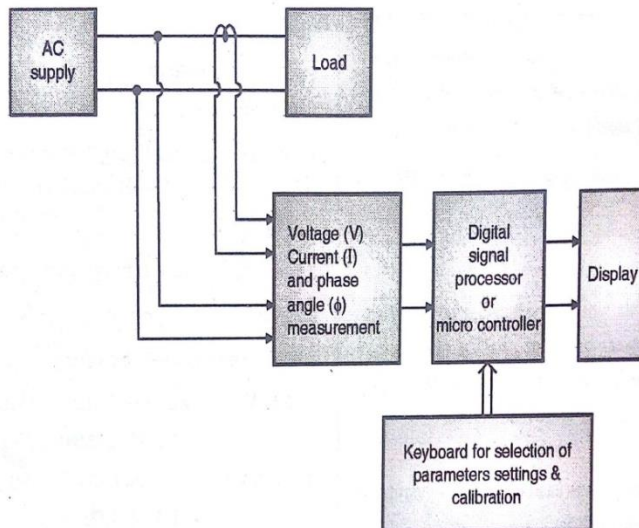 AC
supply
Load
Voltage (V)
Current (I)
and phase
angle (ϕ)
measurement
Digital
signal
processor
or
micro controller
Display
Keyboard for selection of
parameters settings &
calibration